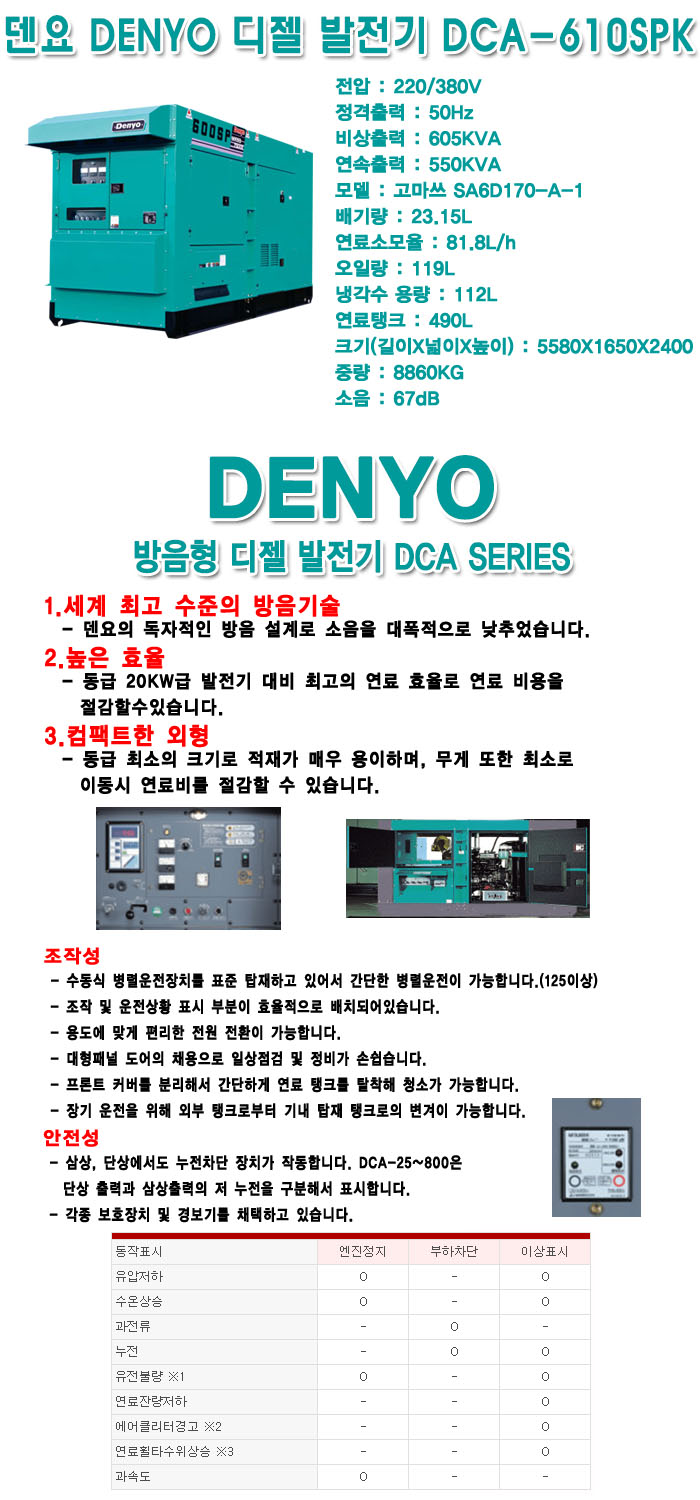 덴요 DENYO 디젤 발전기 DCA-610SPK
Denyo
600SP
전압 : 220/380V
정격출력 : 50Hz
비상출력 : 605KVA
연속출력 : 550KVA
모델 : 고마쓰 SA6D170-A-1
배기량 : 23.15L
연료소모율 : 81.8L/h
오일량 : 119L
냉각수 용량 : 112L
연료탱크 : 490L
크기(길이X넓이X높이) : 5580X1650X2400
중량 : 8860KG
소음 : 67dB
DENYO
방음형 디젤 발전기 DCA SERIES
1.세계 최고 수준의 방음기술
- 덴요의 독자적인 방음 설계로 소음을 대폭적으로 낮추었습니다.
2.높은 효율
- 동급 20KW급 발전기 대비 최고의 연료 효율로 연료 비용을
절감할수있습니다.
3.컴팩트한 외형
- 동급 최소의 크기로 적재가 매우 용이하며, 무게 또한 최소로
이동시 연료비를 절감할 수 있습니다.
조작성
- 수동식 병렬운전장치를 표준 탑재하고 있어서 간단한 병렬운전이 가능합니다.(125이상)
- 조작 및 운전상황 표시 부분이 효율적으로 배치되어있습니다.
- 용도에 맞게 편리한 전원 전환이 가능합니다.
- 대형패널 도어의 채용으로 일상점검 및 정비가 손쉽습니다.
- 프론트 커버를 분리해서 간단하게 연료 탱크를 탈착해 청소가 가능합니다.
- 장기 운전을 위해 외부 탱크로부터 기내 탑재 탱크로의 변겨이 가능합니다.
안전성
- 삼상, 단상에서도 누전차단 장치가 작동합니다. DCA-25~800은
단상 출력과 삼상출력의 저 누전을 구분해서 표시합니다.
- 각종 보호장치 및 경보기를 채택하고 있습니다.
동작표시 엔진정지 부하차단 이상표시
유압저하 O - O
수온상승 O - O
과전류 - O -
누전 - O O
유전불량 ※1 O - O
연료잔량저하 - - O
에어클리터경고 ※2 - - O
연료휠타수위상승 ※3 - - O
과속도 O - -